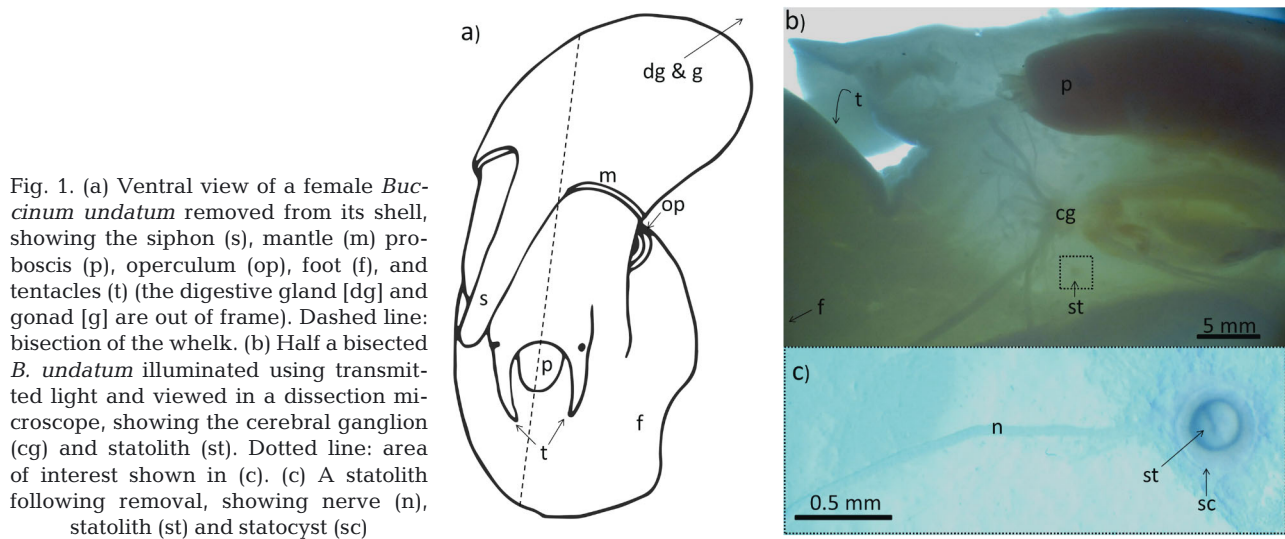 Fig. 1. (a) Ventral view of a female Buc-
cinum undatum removed from its shell,
showing the siphon (s), mantle (m) pro-
boscis (p), operculum (op), foot (f), and
tentacles (t) (the digestive gland [dg] and
gonad [g] are out of frame). Dashed line:
bisection of the whelk. (b) Half a bisected
B. undatum illuminated using transmit-
ted light and viewed in a dissection mi-
croscope, showing the cerebral ganglion
(cg) and statolith (st). Dotted line: area
of interest shown in (c). (c) A statolith
following removal, showing nerve (n),
statolith (st) and statocyst (sc)
a)
dg & g
m
op
s
p
f
t
b)
t
p
cg
st
f
5 mm
c)
n
st
sc
0.5 mm